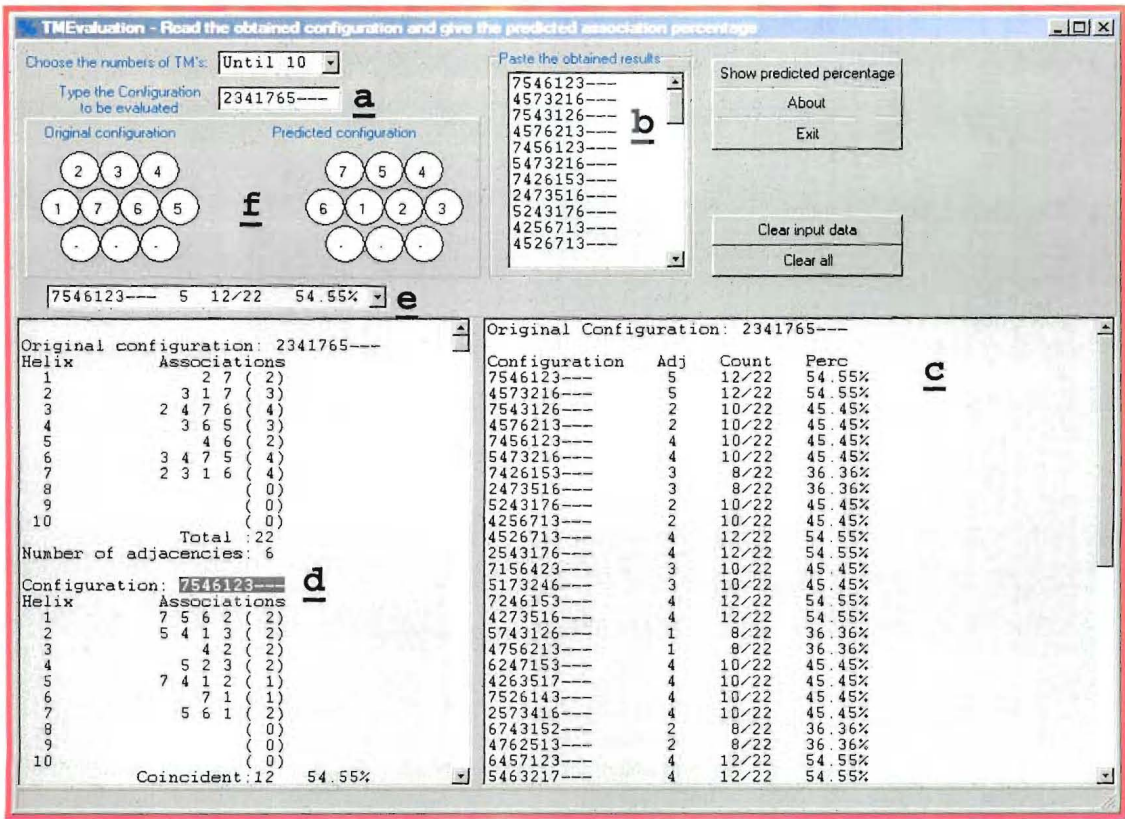 TMEvaluation - Read the obtained configuration and give the predicted association percentage
Choose the numbers of TM's: Until 10
Type the Configuration
to be evaluated
2341765---
a
Original configuration
Predicted configuration
2 3 4
1 7 6 5
- - -
f
7 5 4
6 1 2 3
- - -
Paste the obtained results
7546123---
4573216---
7543126---
4576213---
7456123---
5473216---
7426153---
2473516---
5243176---
4256713---
4526713---
b
Show predicted percentage
About
Exit
Clear input data
Clear all
7546123--- 5 12/22 54.55%
e
Original configuration: 2341765---
Helix Associations
1 2 7 ( 2)
2 3 1 7 ( 3)
3 2 4 7 6 ( 4)
4 3 6 5 ( 3)
5 4 6 ( 2)
6 3 4 7 5 ( 4)
7 2 3 1 6 ( 4)
8 ( 0)
9 ( 0)
10 ( 0)
Total :22
Number of adjacencies: 6
Configuration: 7546123---
d
Helix Associations
1 7 5 6 2 ( 2)
2 5 4 1 3 ( 2)
3 4 2 ( 2)
4 5 2 3 ( 2)
5 7 4 1 2 ( 1)
6 7 1 ( 1)
7 5 6 1 ( 2)
8 ( 0)
9 ( 0)
10 ( 0)
Coincident:12 54.55%
Original Configuration: 2341765---
Configuration Adj Count Perc
c
7546123--- 5 12/22 54.55%
4573216--- 5 12/22 54.55%
7543126--- 2 10/22 45.45%
4576213--- 2 10/22 45.45%
7456123--- 4 10/22 45.45%
5473216--- 4 10/22 45.45%
7426153--- 3 8/22 36.36%
2473516--- 3 8/22 36.36%
5243176--- 2 10/22 45.45%
4256713--- 2 10/22 45.45%
4526713--- 4 12/22 54.55%
2543176--- 4 12/22 54.55%
7156423--- 3 10/22 45.45%
5173246--- 3 10/22 45.45%
7246153--- 4 12/22 54.55%
4273516--- 4 12/22 54.55%
5743126--- 1 8/22 36.36%
4756213--- 1 8/22 36.36%
6247153--- 4 10/22 45.45%
4263517--- 4 10/22 45.45%
7526143--- 4 10/22 45.45%
2573416--- 4 10/22 45.45%
6743152--- 2 8/22 36.36%
4762513--- 2 8/22 36.36%
6457123--- 4 12/22 54.55%
5463217--- 4 12/22 54.55%